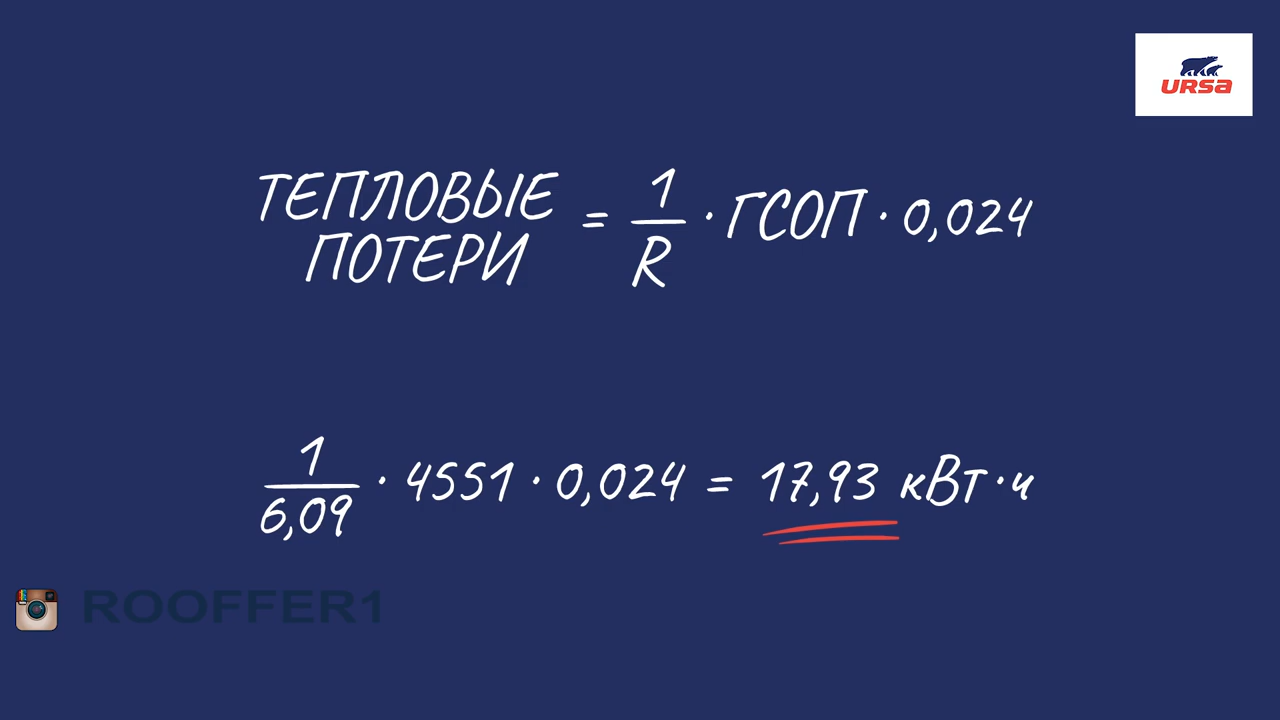 URSA
ТЕПЛОВЫЕ
ПОТЕРИ
= 1/R · ГСОП · 0,024
1/6,09 · 4551 · 0,024 = 17,93 кВт·ч
ROOFFER1